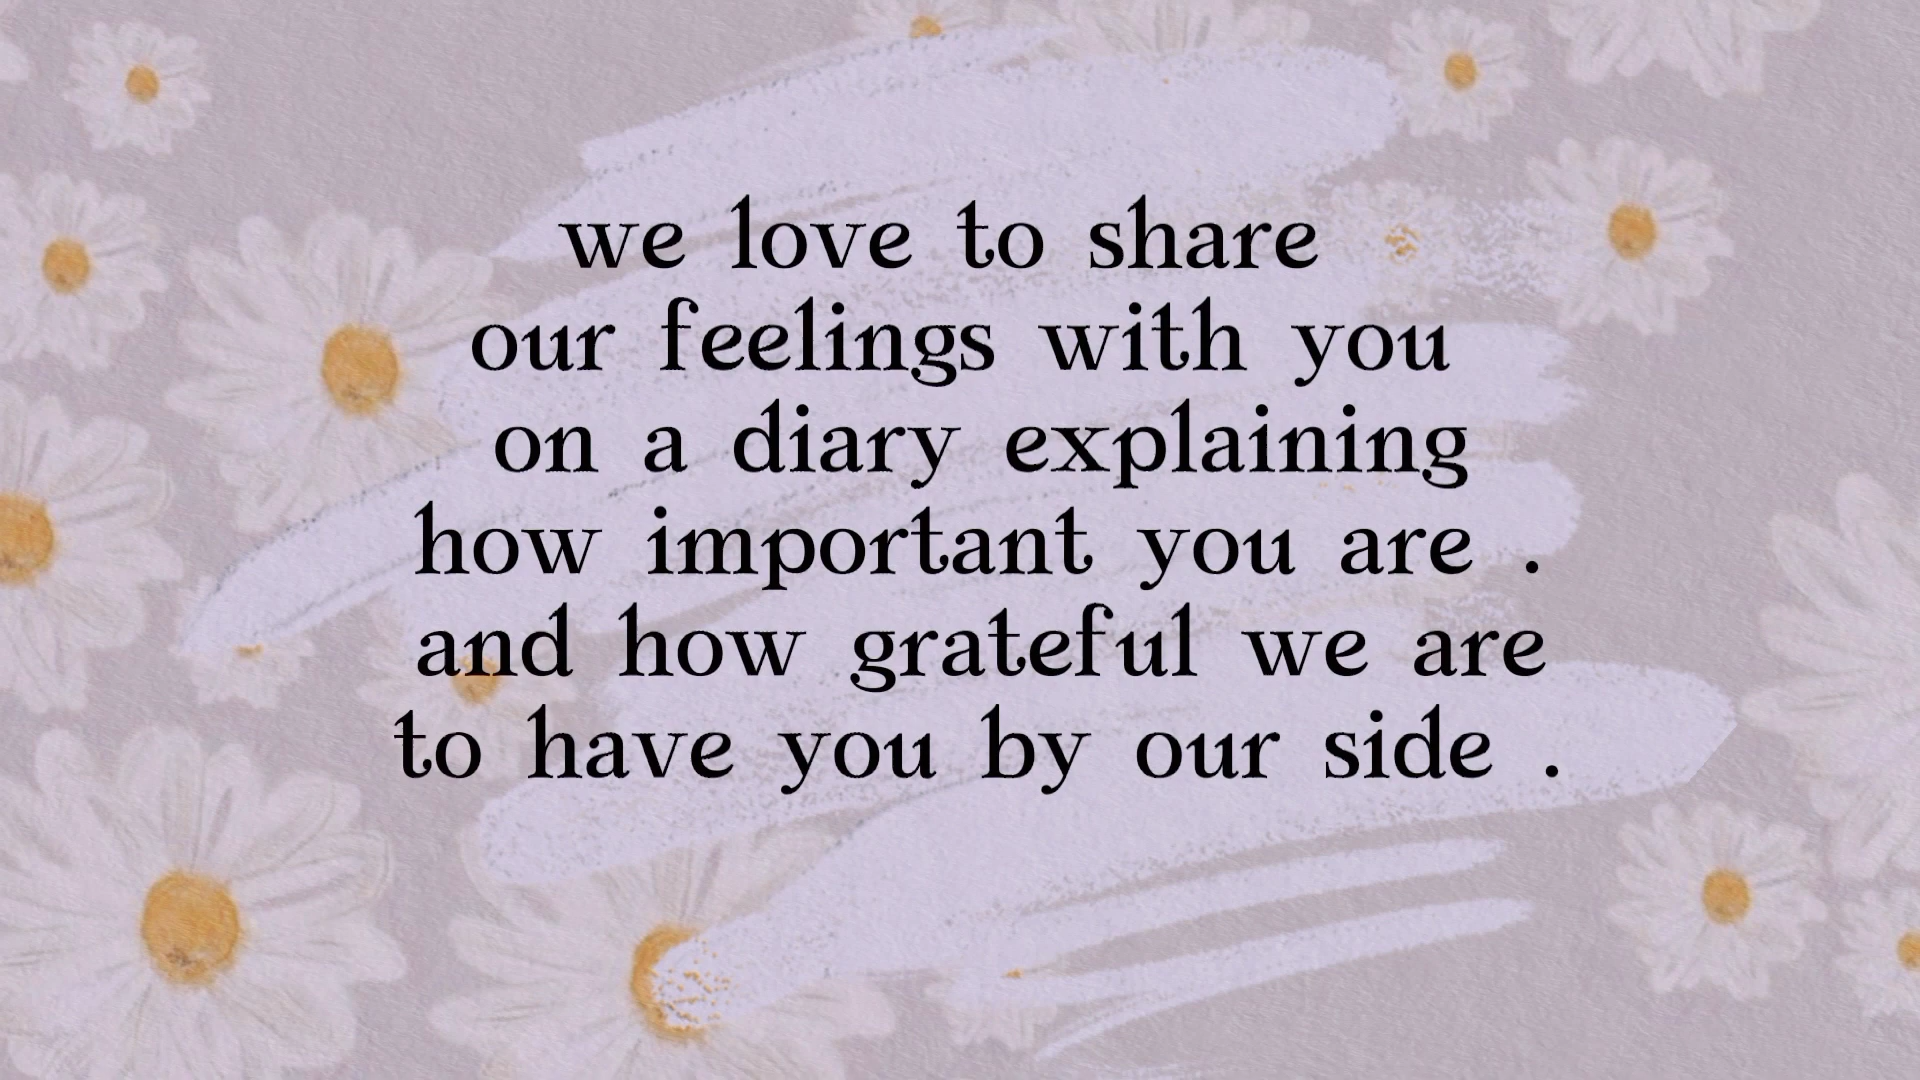 we love to share
our feelings with you
on a diary explaining
how important you are .
and how grateful we are
to have you by our side .